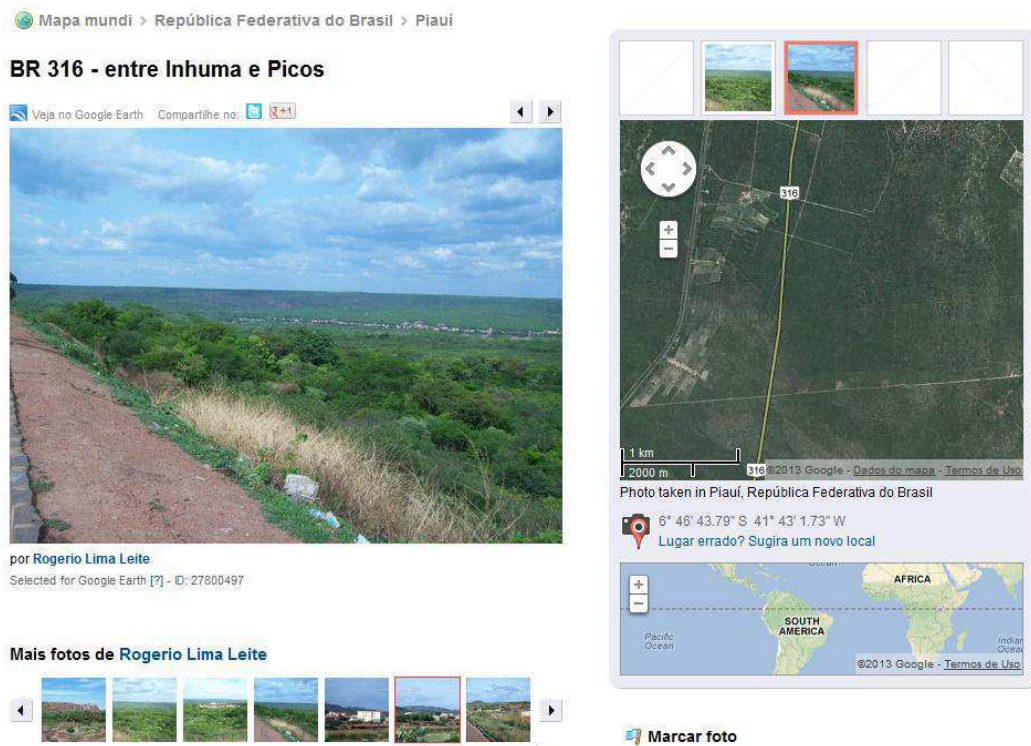 Mapa mundi > República Federativa do Brasil > Piauí
BR 316 - entre Inhuma e Picos
Veja no Google Earth Compartilhe no: +1
por Rogerio Lima Leite
Selected for Google Earth [?] - ID: 27800497
Mais fotos de Rogerio Lima Leite
316
1 km
2000 m
316 ©2013 Google - Dados do mapa - Termos de Uso
Photo taken in Piauí, República Federativa do Brasil
6° 46' 43.79" S 41° 43' 1.73" W
Lugar errado? Sugira um novo local
Ocean
AFRICA
SOUTH
AMERICA
Pacific
Ocean
Indian
Ocean
©2013 Google - Termos de Uso
Marcar foto